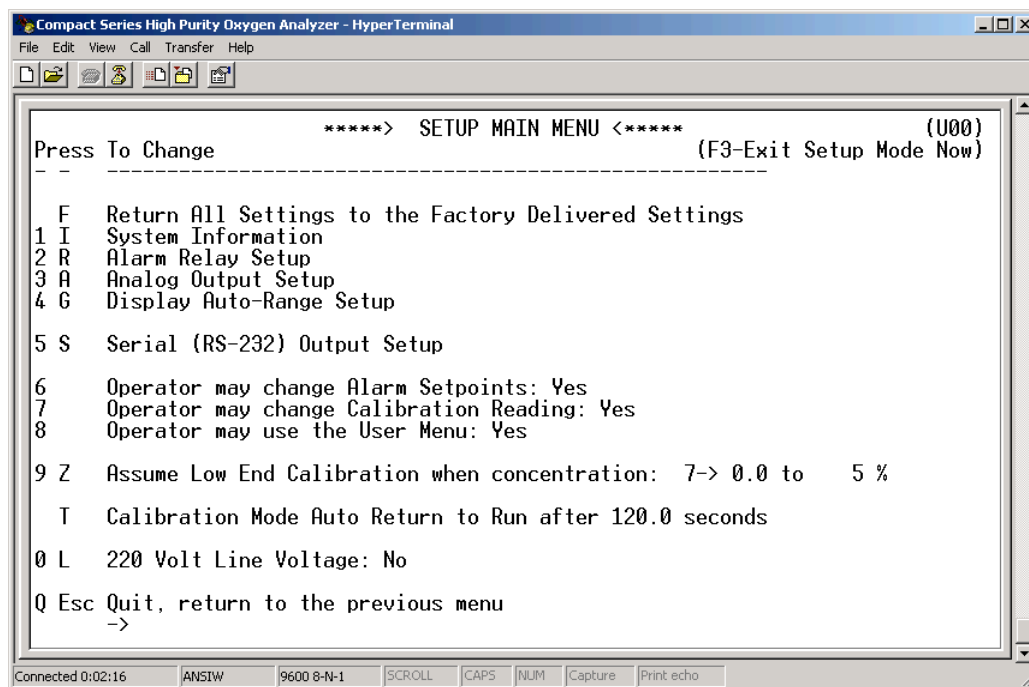 Compact Series High Purity Oxygen Analyzer - HyperTerminal
File Edit View Call Transfer Help
*****> SETUP MAIN MENU <***** (U00)
Press To Change (F3-Exit Setup Mode Now)
- - -------------------------------------------------------
F Return All Settings to the Factory Delivered Settings
1 I System Information
2 R Alarm Relay Setup
3 A Analog Output Setup
4 G Display Auto-Range Setup
5 S Serial (RS-232) Output Setup
6 Operator may change Alarm Setpoints: Yes
7 Operator may change Calibration Reading: Yes
8 Operator may use the User Menu: Yes
9 Z Assume Low End Calibration when concentration: 7-> 0.0 to 5 %
T Calibration Mode Auto Return to Run after 120.0 seconds
0 L 220 Volt Line Voltage: No
Q Esc Quit, return to the previous menu
->
Connected 0:02:16 ANSIW 9600 8-N-1 SCROLL CAPS NUM Capture Print echo